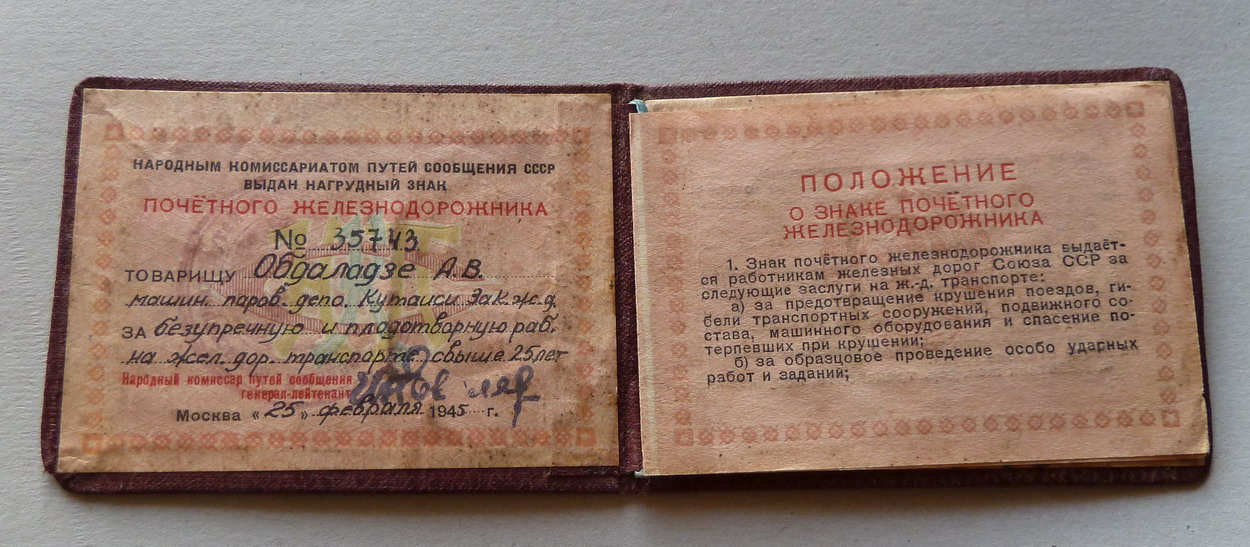 НАРОДНЫМ КОМИССАРИАТОМ ПУТЕЙ СООБЩЕНИЯ СССР
ВЫДАН НАГРУДНЫЙ ЗНАК
ПОЧЁТНОГО ЖЕЛЕЗНОДОРОЖНИКА
№ 35743
ТОВАРИЩУ Обдаладзе А.В.
машин. паров. депо Кутаиси Зак.ж.д.
ЗА безупречную и плодотворную раб.
на жел. дор. транспорте свыше 25 лет
Народный комиссар путей сообщения
генерал-лейтенант
Москва «25» февраля 1945 г.
ПОЛОЖЕНИЕ
О ЗНАКЕ ПОЧЁТНОГО
ЖЕЛЕЗНОДОРОЖНИКА
1. Знак почётного железнодорожника выдаёт-
ся работникам железных дорог Союза ССР за
следующие заслуги на ж.-д. транспорте:
а) за предотвращение крушения поездов, ги-
бели транспортных сооружений, подвижного со-
става, машинного оборудования и спасение по-
терпевших при крушении;
б) за образцовое проведение особо ударных
работ и заданий;